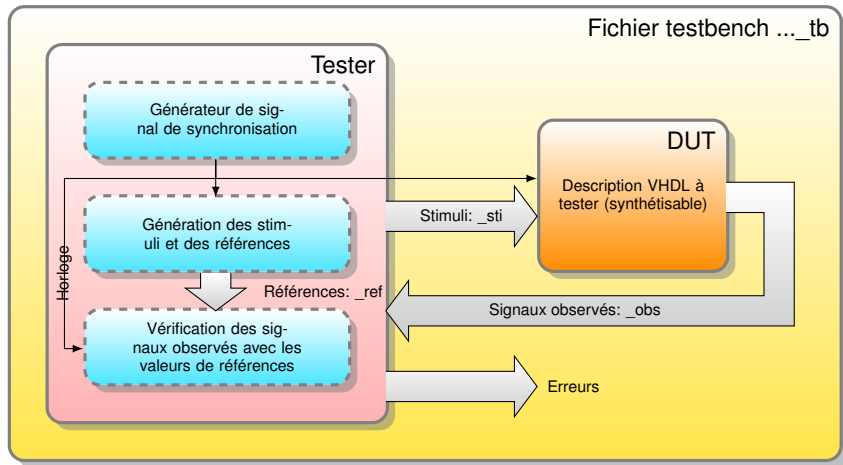 Fichier testbench ..._tb
Tester
Générateur de sig-
nal de synchronisation
DUT
Description VHDL à
tester (synthétisable)
Génération des stim-
uli et des références
Stimuli: _sti
Horloge
Références: _ref
Signaux observés: _obs
Vérification des sig-
naux observés avec les
valeurs de références
Erreurs